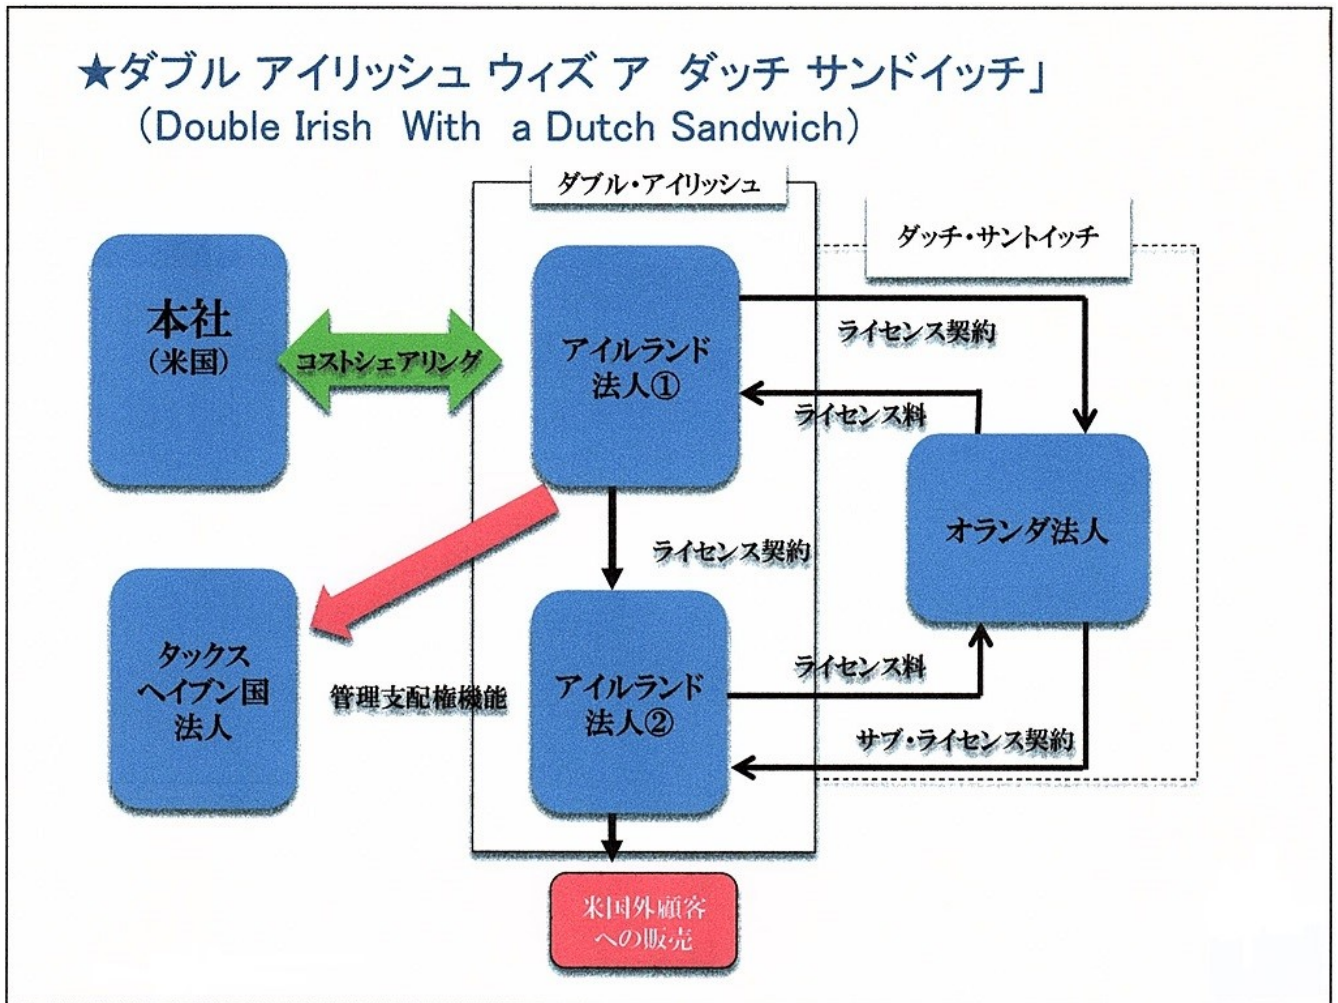 ★ダブル アイリッシュ ウィズ ア ダッチ サンドイッチ」
（Double Irish With a Dutch Sandwich）
ダブル・アイリッシュ
ダッチ・サントイッチ
本社
（米国）
コストシェアリング
アイルランド
法人①
ライセンス契約
ライセンス料
オランダ法人
ライセンス契約
タックス
ヘイブン国
法人
管理支配権機能
アイルランド
法人②
ライセンス料
サブ・ライセンス契約
米国外顧客
への販売